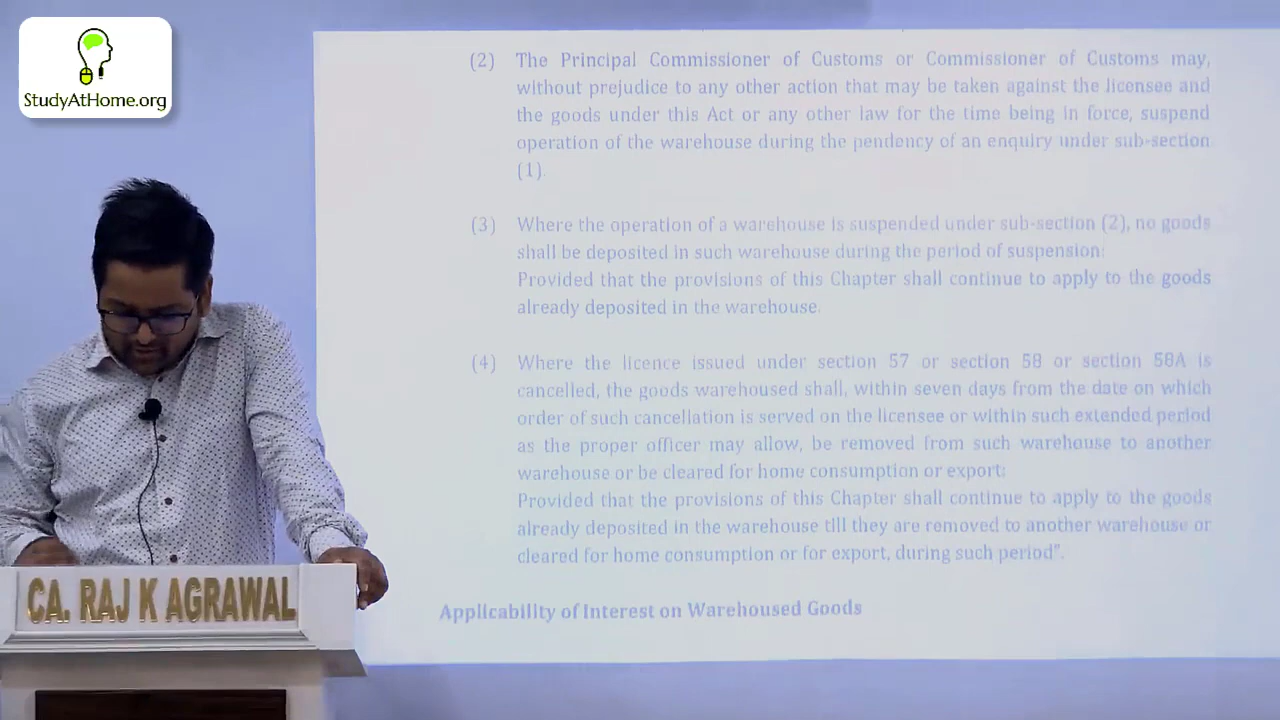 StudyAtHome.org
(2) The Principal Commissioner of Customs or Commissioner of Customs may,
without prejudice to any other action that may be taken against the licensee and
the goods under this Act or any other law for the time being in force, suspend
operation of the warehouse during the pendency of an enquiry under sub-section
(1).
(3) Where the operation of a warehouse is suspended under sub-section (2), no goods
shall be deposited in such warehouse during the period of suspension:
Provided that the provisions of this Chapter shall continue to apply to the goods
already deposited in the warehouse.
(4) Where the licence issued under section 57 or section 58 or section 58A is
cancelled, the goods warehoused shall, within seven days from the date on which
order of such cancellation is served on the licensee or within such extended period
as the proper officer may allow, be removed from such warehouse to another
warehouse or be cleared for home consumption or export:
Provided that the provisions of this Chapter shall continue to apply to the goods
already deposited in the warehouse till they are removed to another warehouse or
cleared for home consumption or for export, during such period”.
Applicability of Interest on Warehoused Goods
CA. RAJ K AGRAWAL